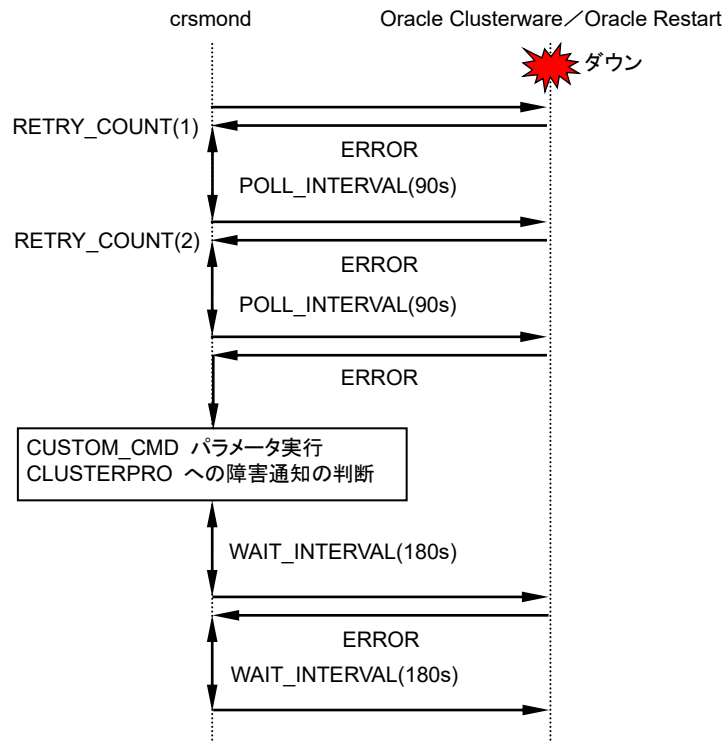 crsmond
Oracle Clusterware／Oracle Restart
ダウン
RETRY_COUNT(1)
ERROR
POLL_INTERVAL(90s)
RETRY_COUNT(2)
ERROR
POLL_INTERVAL(90s)
ERROR
CUSTOM_CMD パラメータ実行
CLUSTERPRO への障害通知の判断
WAIT_INTERVAL(180s)
ERROR
WAIT_INTERVAL(180s)